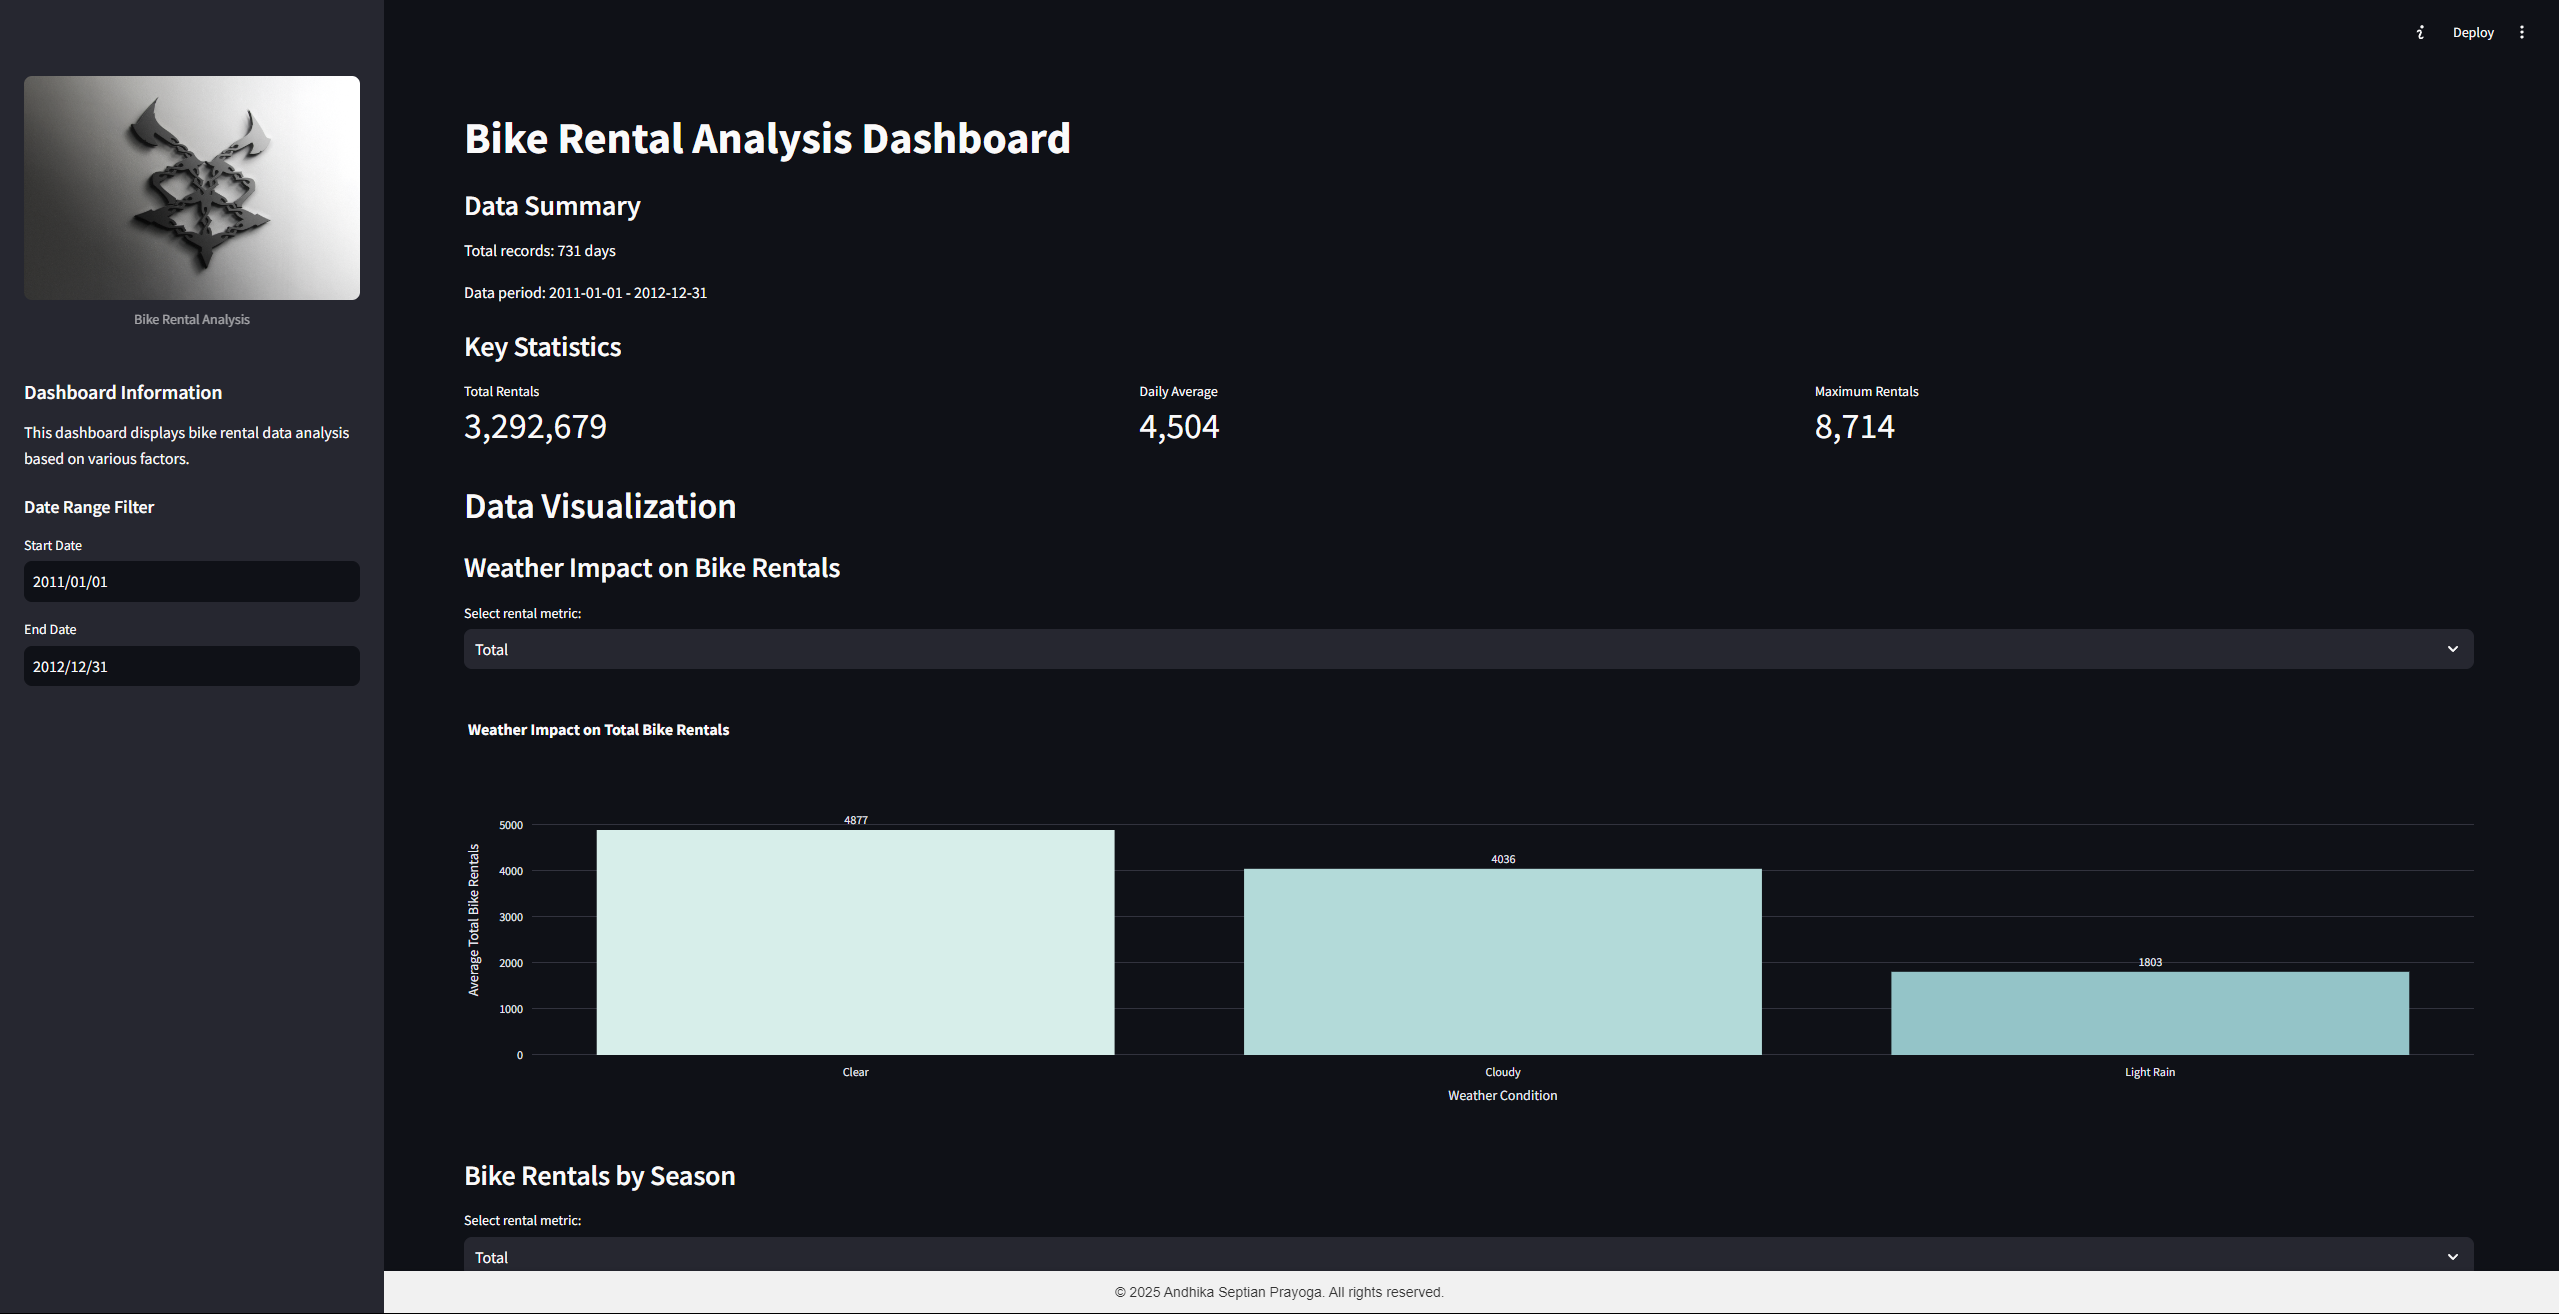 Deploy
Bike Rental Analysis
Dashboard Information
This dashboard displays bike rental data analysis
based on various factors.
Date Range Filter
Start Date
2011/01/01
End Date
2012/12/31
Bike Rental Analysis Dashboard
Data Summary
Total records: 731 days
Data period: 2011-01-01 - 2012-12-31
Key Statistics
Total Rentals
3,292,679
Daily Average
4,504
Maximum Rentals
8,714
Data Visualization
Weather Impact on Bike Rentals
Select rental metric:
Total
Weather Impact on Total Bike Rentals
Average Total Bike Rentals
5000
4000
3000
2000
1000
0
4877
4036
1803
Clear
Cloudy
Light Rain
Weather Condition
Bike Rentals by Season
Select rental metric:
Total
© 2025 Andhika Septian Prayoga. All rights reserved.